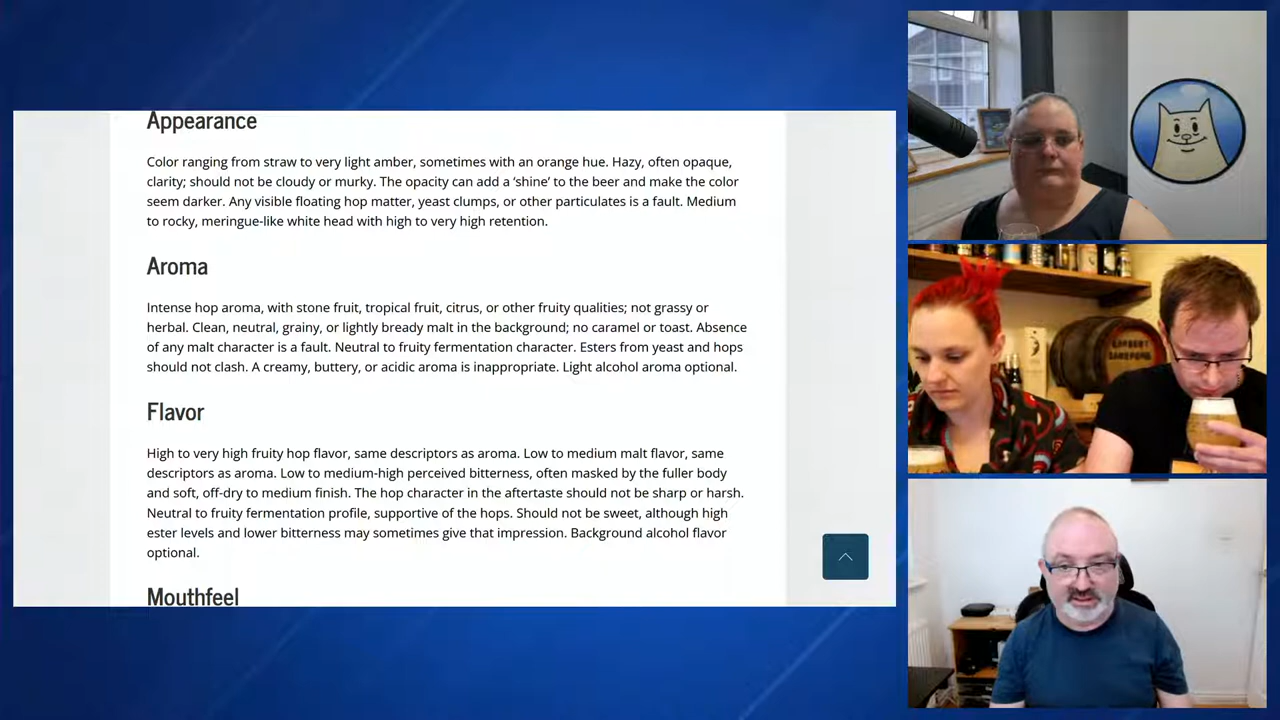 Appearance
Color ranging from straw to very light amber, sometimes with an orange hue. Hazy, often opaque,
clarity; should not be cloudy or murky. The opacity can add a ‘shine’ to the beer and make the color
seem darker. Any visible floating hop matter, yeast clumps, or other particulates is a fault. Medium
to rocky, meringue-like white head with high to very high retention.
Aroma
Intense hop aroma, with stone fruit, tropical fruit, citrus, or other fruity qualities; not grassy or
herbal. Clean, neutral, grainy, or lightly bready malt in the background; no caramel or toast. Absence
of any malt character is a fault. Neutral to fruity fermentation character. Esters from yeast and hops
should not clash. A creamy, buttery, or acidic aroma is inappropriate. Light alcohol aroma optional.
Flavor
High to very high fruity hop flavor, same descriptors as aroma. Low to medium malt flavor, same
descriptors as aroma. Low to medium-high perceived bitterness, often masked by the fuller body
and soft, off-dry to medium finish. The hop character in the aftertaste should not be sharp or harsh.
Neutral to fruity fermentation profile, supportive of the hops. Should not be sweet, although high
ester levels and lower bitterness may sometimes give that impression. Background alcohol flavor
optional.
Mouthfeel